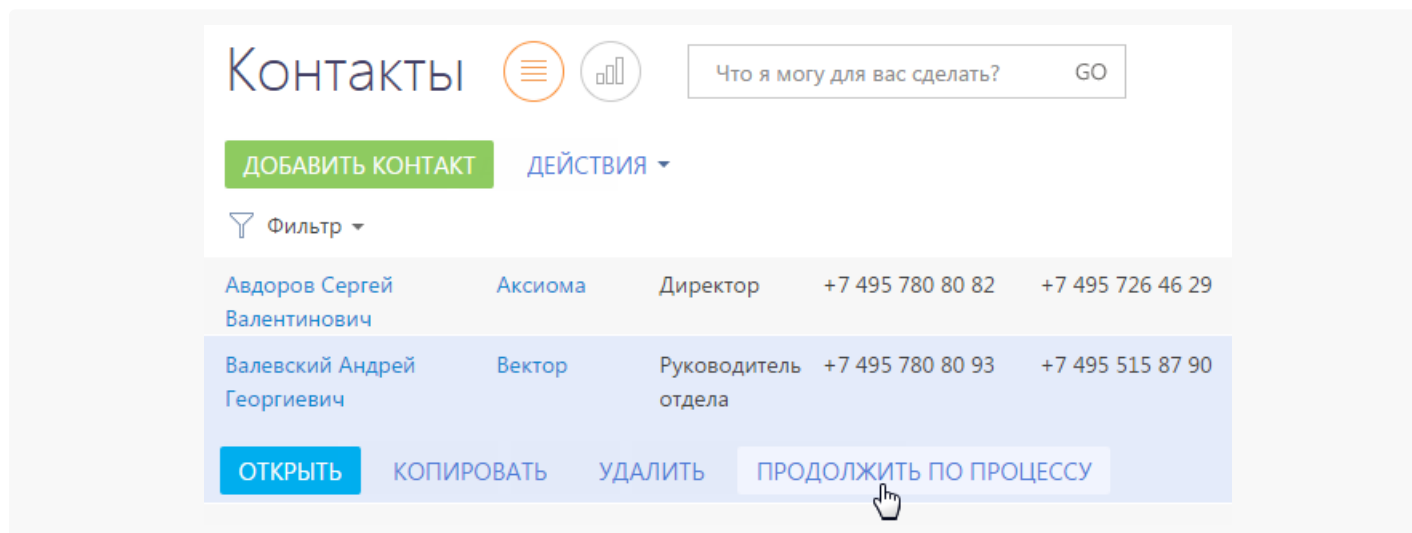 Контакты Что я могу для вас сделать? GO
ДОБАВИТЬ КОНТАКТ ДЕЙСТВИЯ
Фильтр
Авдоров Сергей Аксиома Директор +7 495 780 80 82 +7 495 726 46 29
Валентинович
Валевский Андрей Вектор Руководитель +7 495 780 80 93 +7 495 515 87 90
Георгиевич отдела
ОТКРЫТЬ КОПИРОВАТЬ УДАЛИТЬ ПРОДОЛЖИТЬ ПО ПРОЦЕССУ